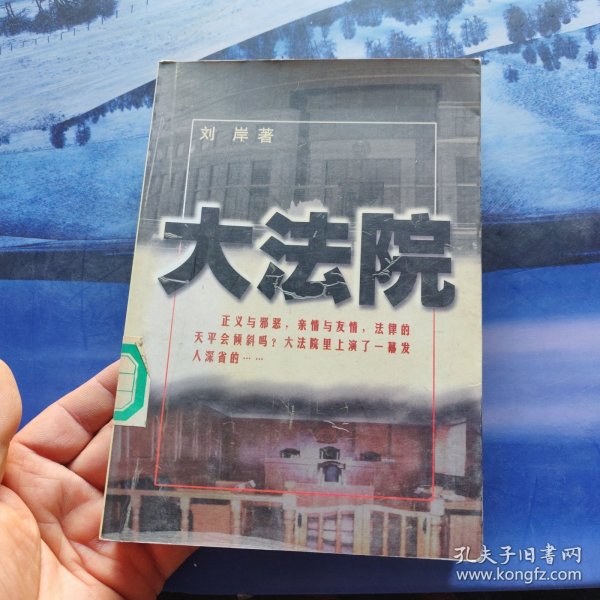 刘 岸 著
大法院
正义与邪恶，亲情与友情，法律的
天平会倾斜吗？大法院里上演了一幕发
人深省的……
孔夫子旧书网
www.kongfz.com